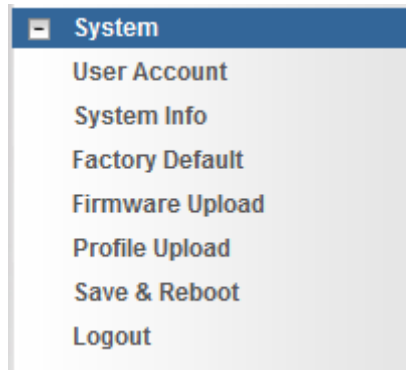 System
User Account
System Info
Factory Default
Firmware Upload
Profile Upload
Save & Reboot
Logout